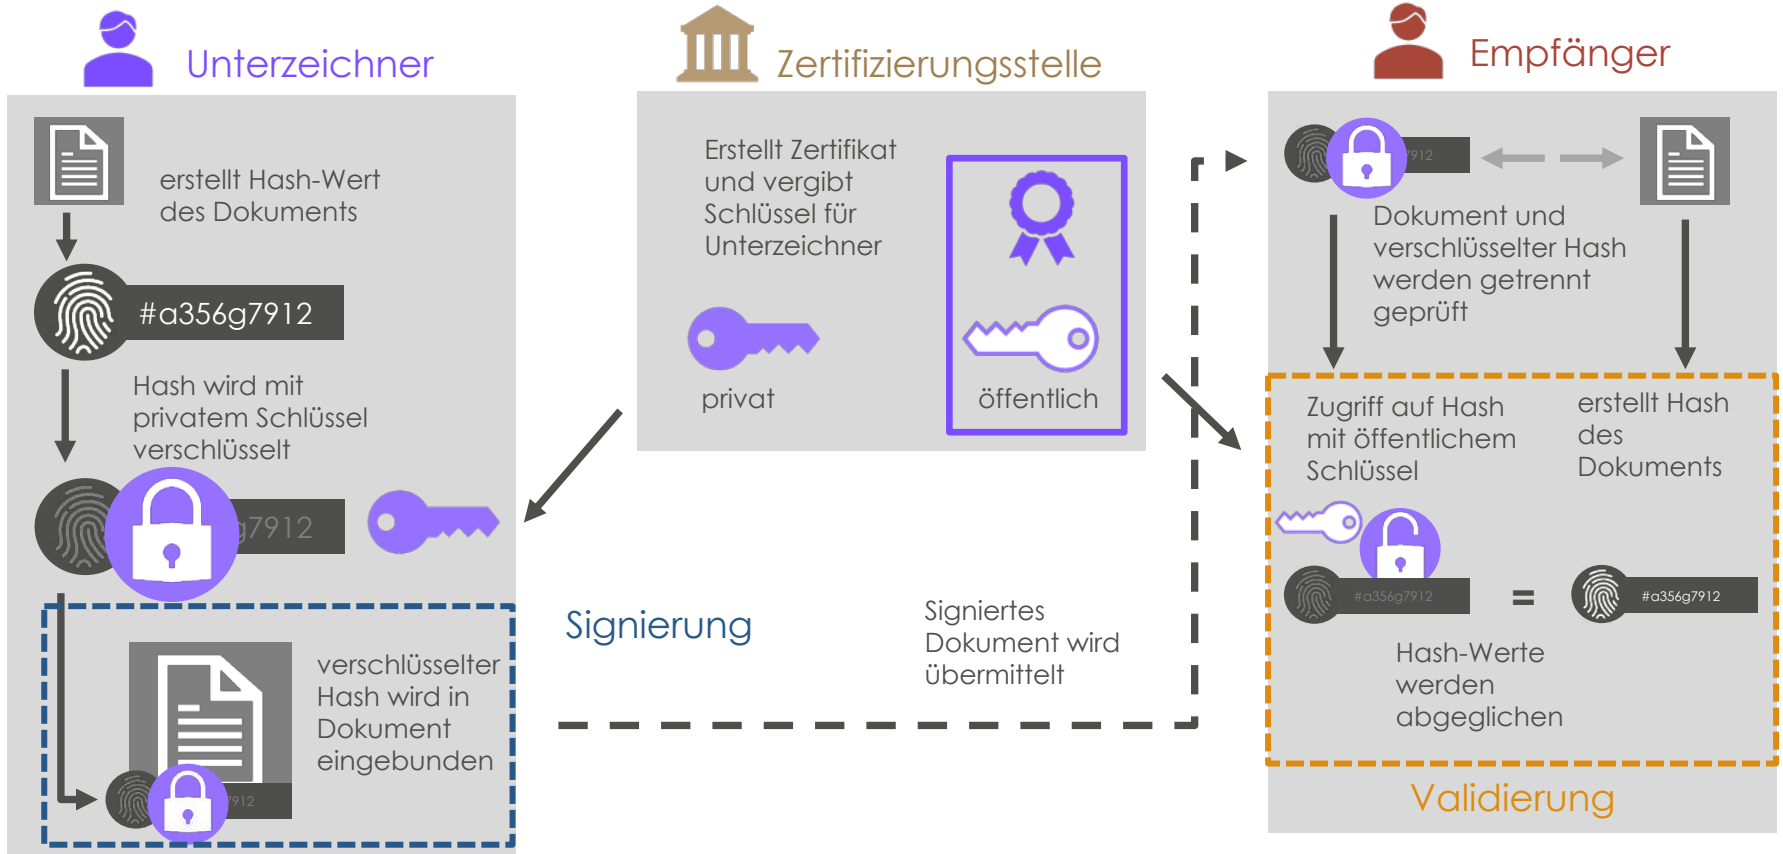 Unterzeichner
erstellt Hash-Wert
des Dokuments
#a356g7912
Hash wird mit
privatem Schlüssel
verschlüsselt
g7912
verschlüsselter
Hash wird in
Dokument
eingebunden
7912
Signierung
Zertifizierungsstelle
Erstellt Zertifikat
und vergibt
Schlüssel für
Unterzeichner
privat
öffentlich
Signiertes
Dokument wird
übermittelt
Empfänger
7912
Dokument und
verschlüsselter Hash
werden getrennt
geprüft
Zugriff auf Hash
mit öffentlichem
Schlüssel
erstellt Hash
des
Dokuments
#a356g7912
=
#a356g7912
Hash-Werte
werden
abgeglichen
Validierung